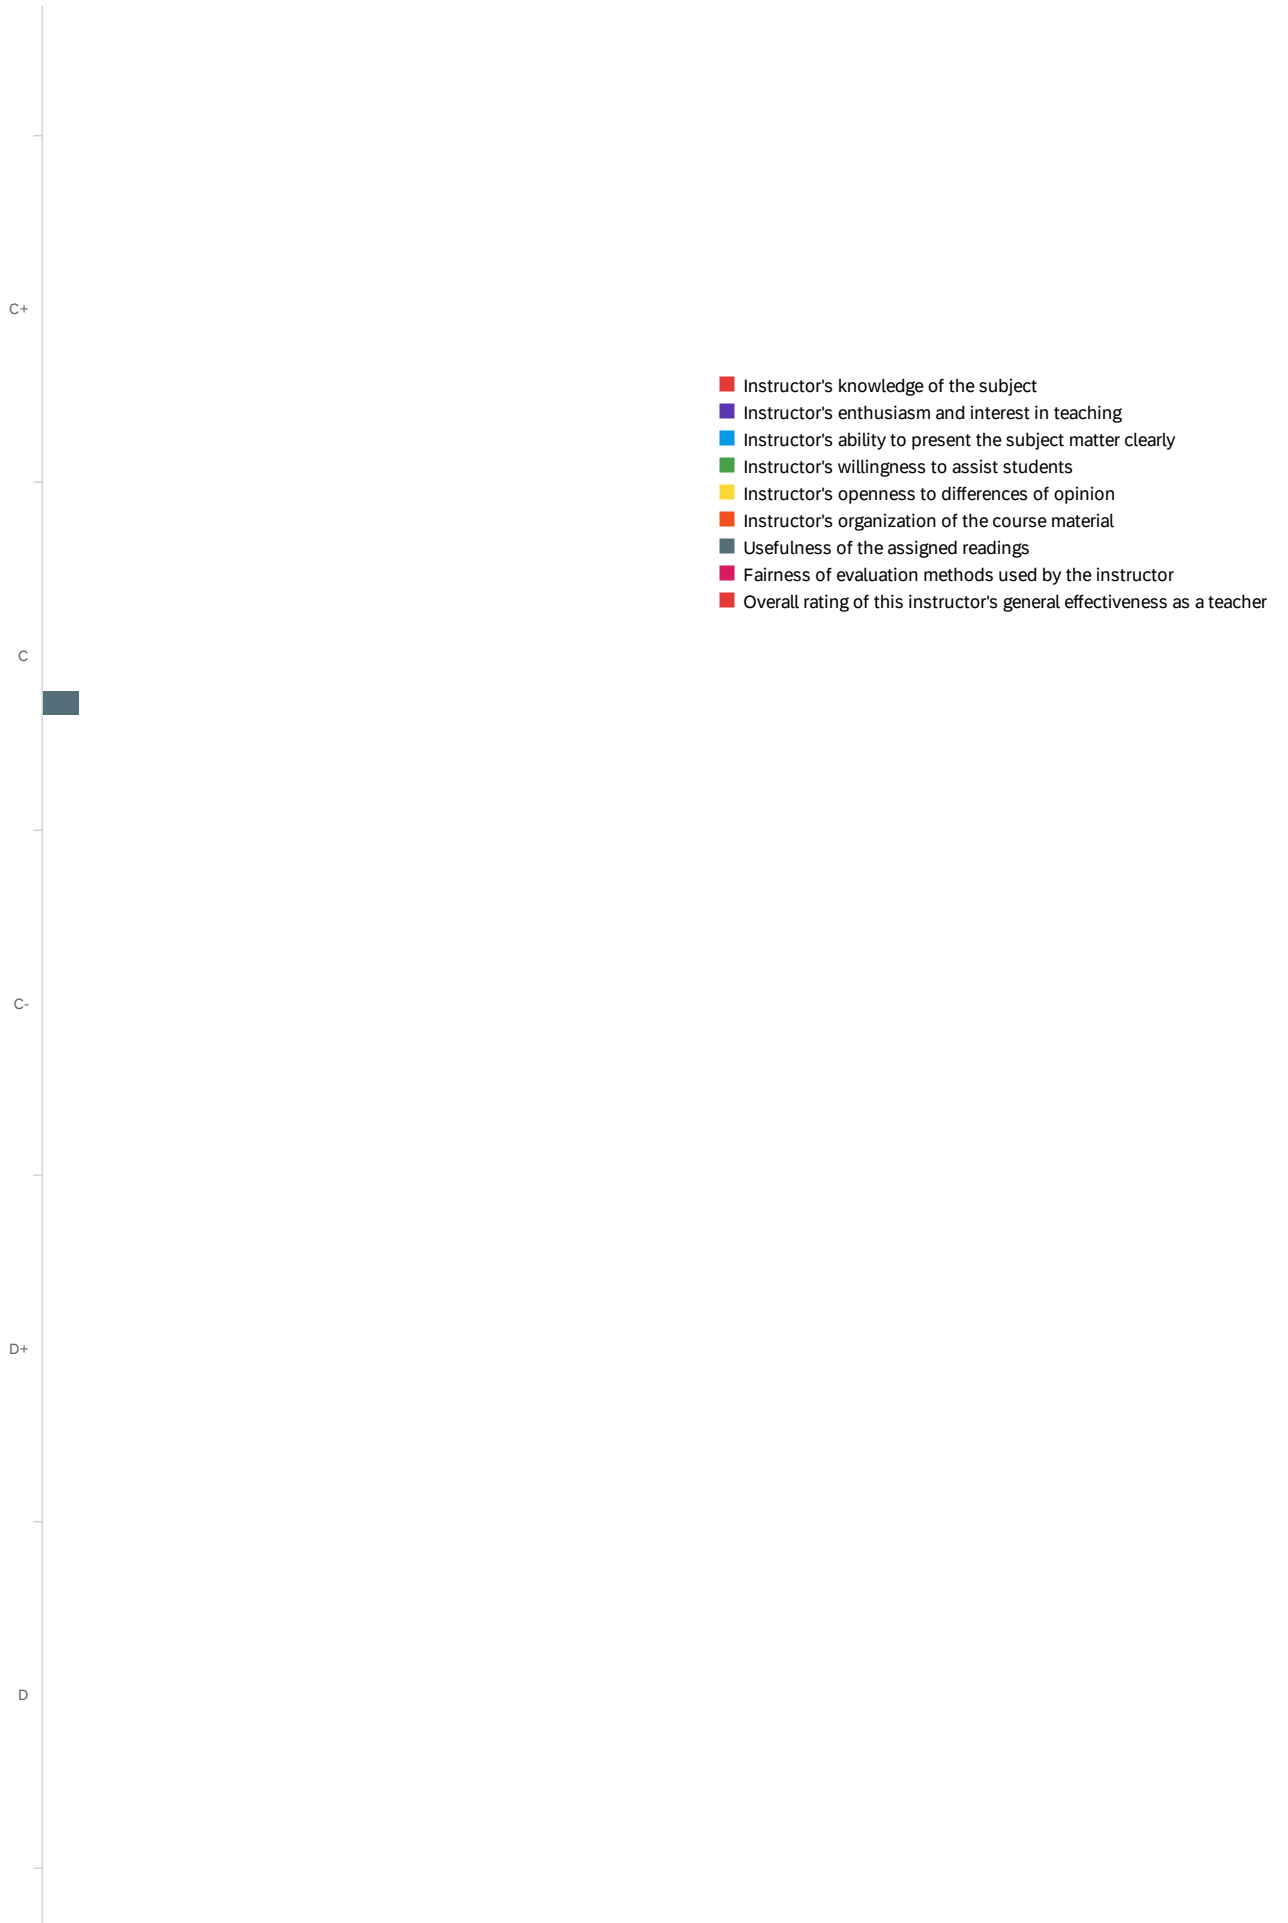 C+
Instructor's knowledge of the subject
Instructor's enthusiasm and interest in teaching
Instructor's ability to present the subject matter clearly
Instructor's willingness to assist students
Instructor's openness to differences of opinion
Instructor's organization of the course material
Usefulness of the assigned readings
Fairness of evaluation methods used by the instructor
Overall rating of this instructor's general effectiveness as a teacher
C
C-
D+
D